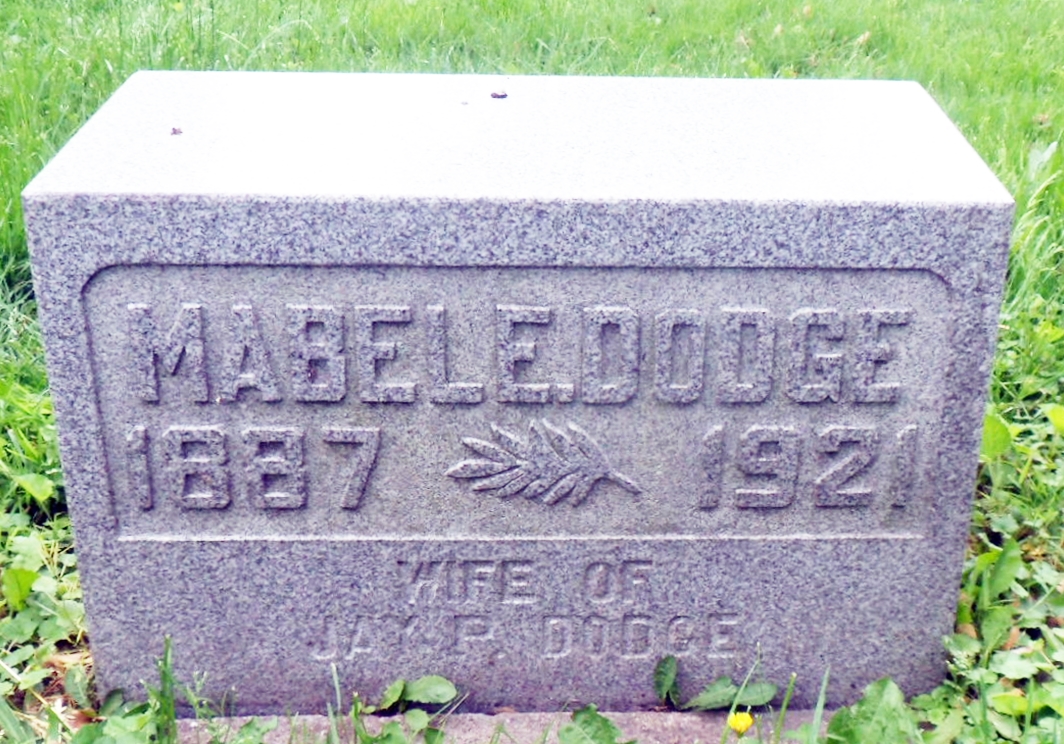 MABEL E. DODGE
1887 1921
WIFE OF
JAY P. DODGE